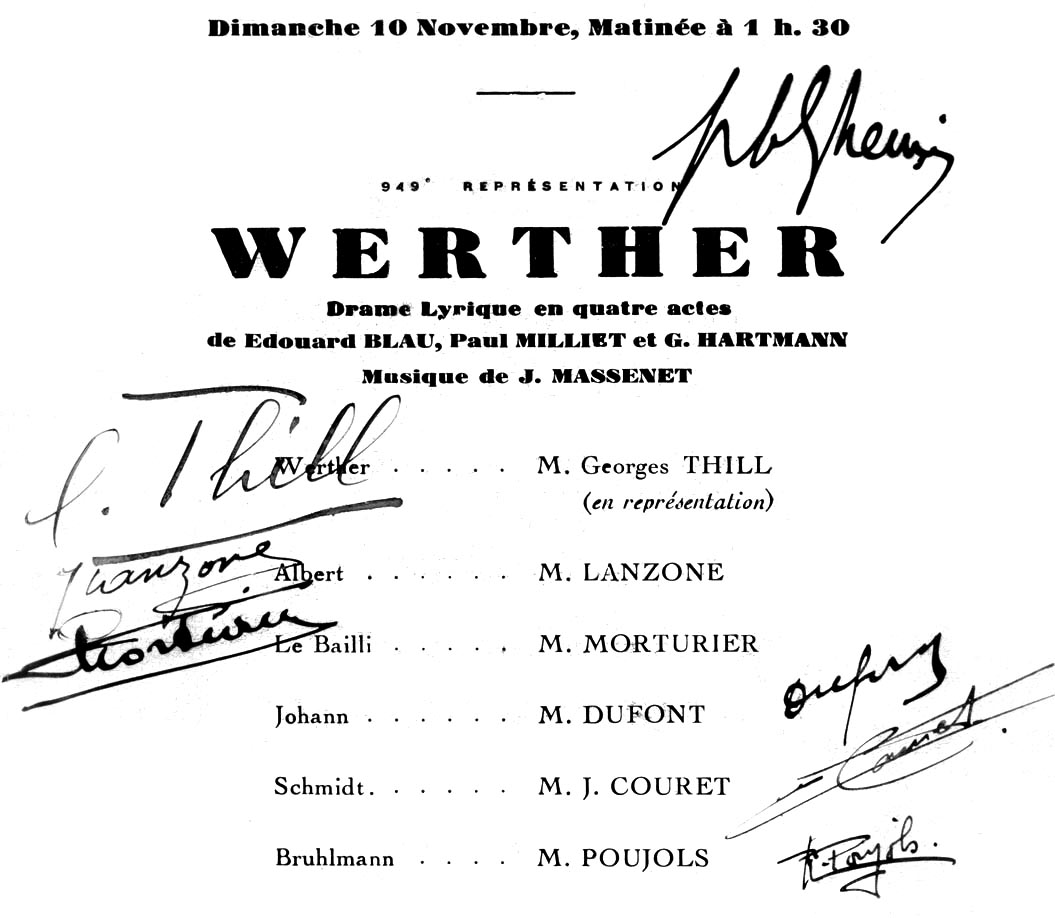 Dimanche 10 Novembre, Matinée à 1 h. 30
949e REPRÉSENTATION
WERTHER
Drame Lyrique en quatre actes
de Edouard BLAU, Paul MILLIET et G. HARTMANN
Musique de J. MASSENET
G. Thill
Werther . . . . . M. Georges THILL
(en représentation)
Lanzone
Albert . . . . . . M. LANZONE
Morturier
Le Bailli . . . . . M. MORTURIER
Johann . . . . . . M. DUFONT
Schmidt. . . . . . M. J. COURET
Couret
Bruhlmann . . . . M. POUJOLS
Poujols.